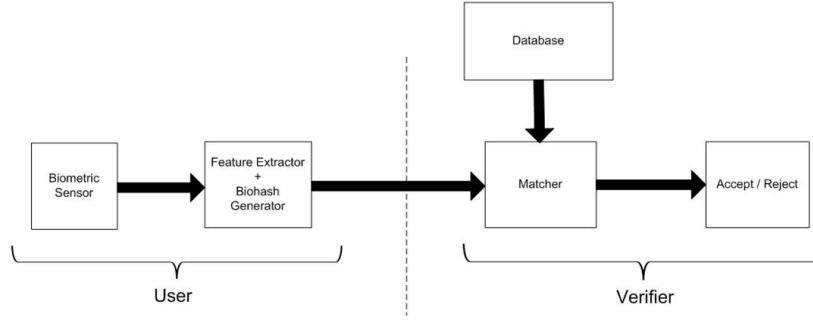 Database
Biometric
Sensor
Feature Extractor
+
Biohash
Generator
Matcher
Accept / Reject
User
Verifier